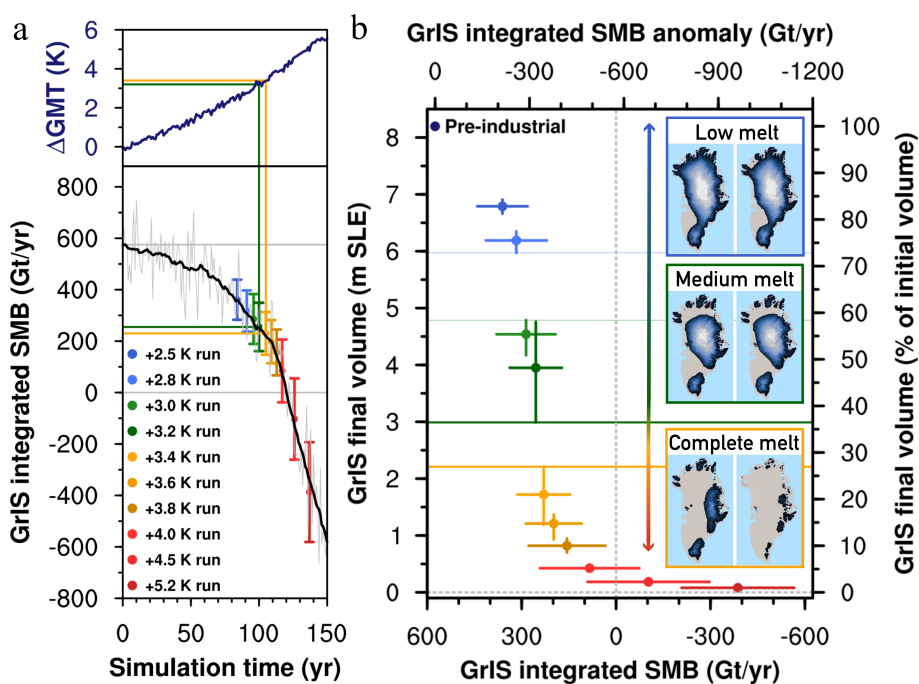 a
ΔGMT (K)
6
4
2
0
GrIS integrated SMB (Gt/yr)
800
600
400
200
0
-200
-400
-600
-800
+2.5 K run
+2.8 K run
+3.0 K run
+3.2 K run
+3.4 K run
+3.6 K run
+3.8 K run
+4.0 K run
+4.5 K run
+5.2 K run
0 50 100 150
Simulation time (yr)
b
GrIS integrated SMB anomaly (Gt/yr)
0 -300 -600 -900 -1200
GrIS final volume (m SLE)
8
7
6
5
4
3
2
1
0
Pre-industrial
Low melt
Medium melt
Complete melt
100
90
80
70
60
50
40
30
20
10
0
GrIS final volume (% of initial volume)
600 300 0 -300 -600
GrIS integrated SMB (Gt/yr)